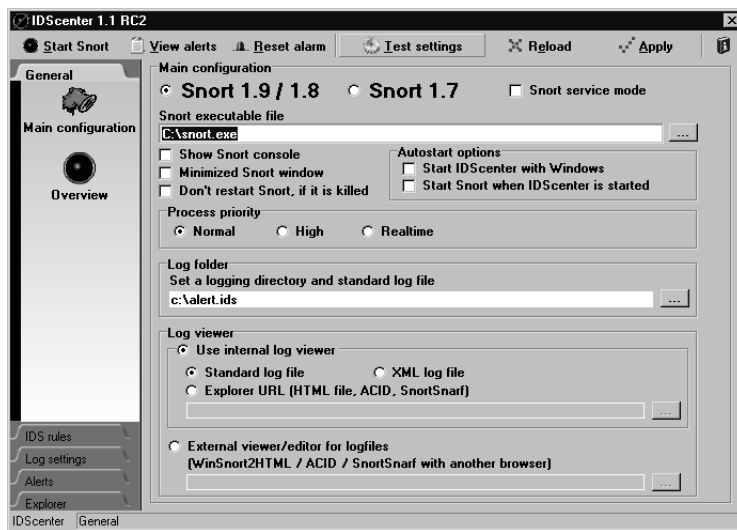 IDScenter 1.1 RC2
Start Snort View alerts Reset alarm Test settings Reload Apply
General
Main configuration
Overview
IDS rules
Log settings
Alerts
Explorer
Main configuration
Snort 1.9 / 1.8 Snort 1.7 Snort service mode
Snort executable file
C:\snort.exe ...
Show Snort console
Minimized Snort window
Don't restart Snort, if it is killed
Autostart options
Start IDScenter with Windows
Start Snort when IDScenter is started
Process priority
Normal High Realtime
Log folder
Set a logging directory and standard log file
c:\alert.ids ...
Log viewer
Use internal log viewer
Standard log file XML log file
Explorer URL (HTML file, ACID, SnortSnarf)
...
External viewer/editor for logfiles
(WinSnort2HTML / ACID / SnortSnarf with another browser)
...
IDScenter General